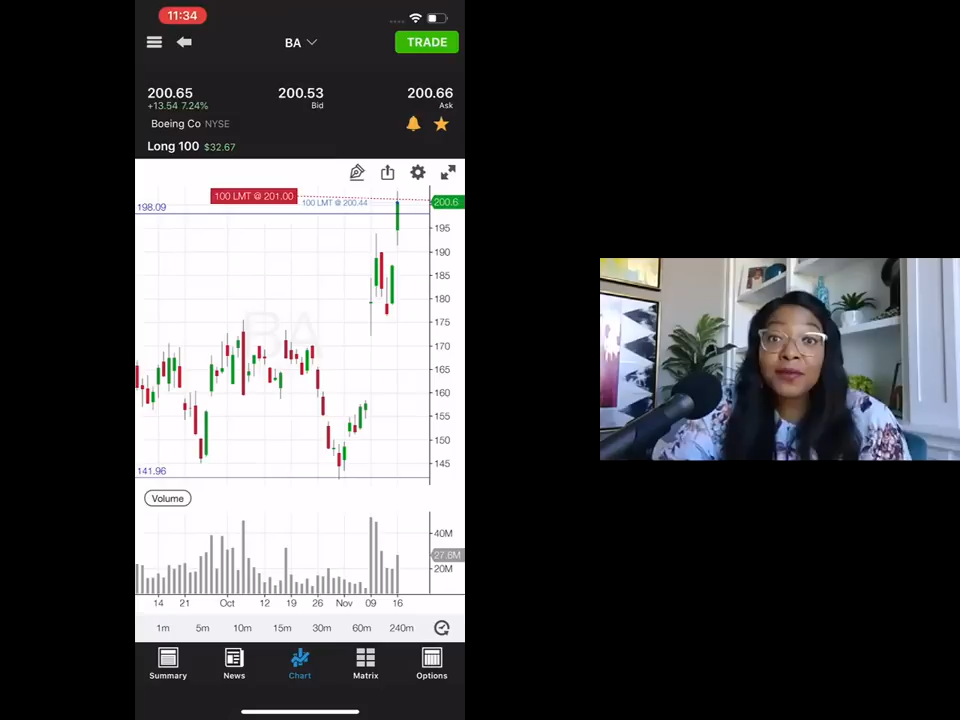 11:34
BA
TRADE
200.65 200.53 200.66
+13.54 7.24% Bid Ask
Boeing Co NYSE
Long 100 $32.67
100 LMT @ 201.00
100 LMT @ 200.44
200.6
198.09
195
190
185
180
175
BA
170
165
160
155
150
145
141.96
Volume
40M
27.6M
20M
14 21 Oct 12 19 26 Nov 09 16
1m 5m 10m 15m 30m 60m 240m
Summary News Chart Matrix Options